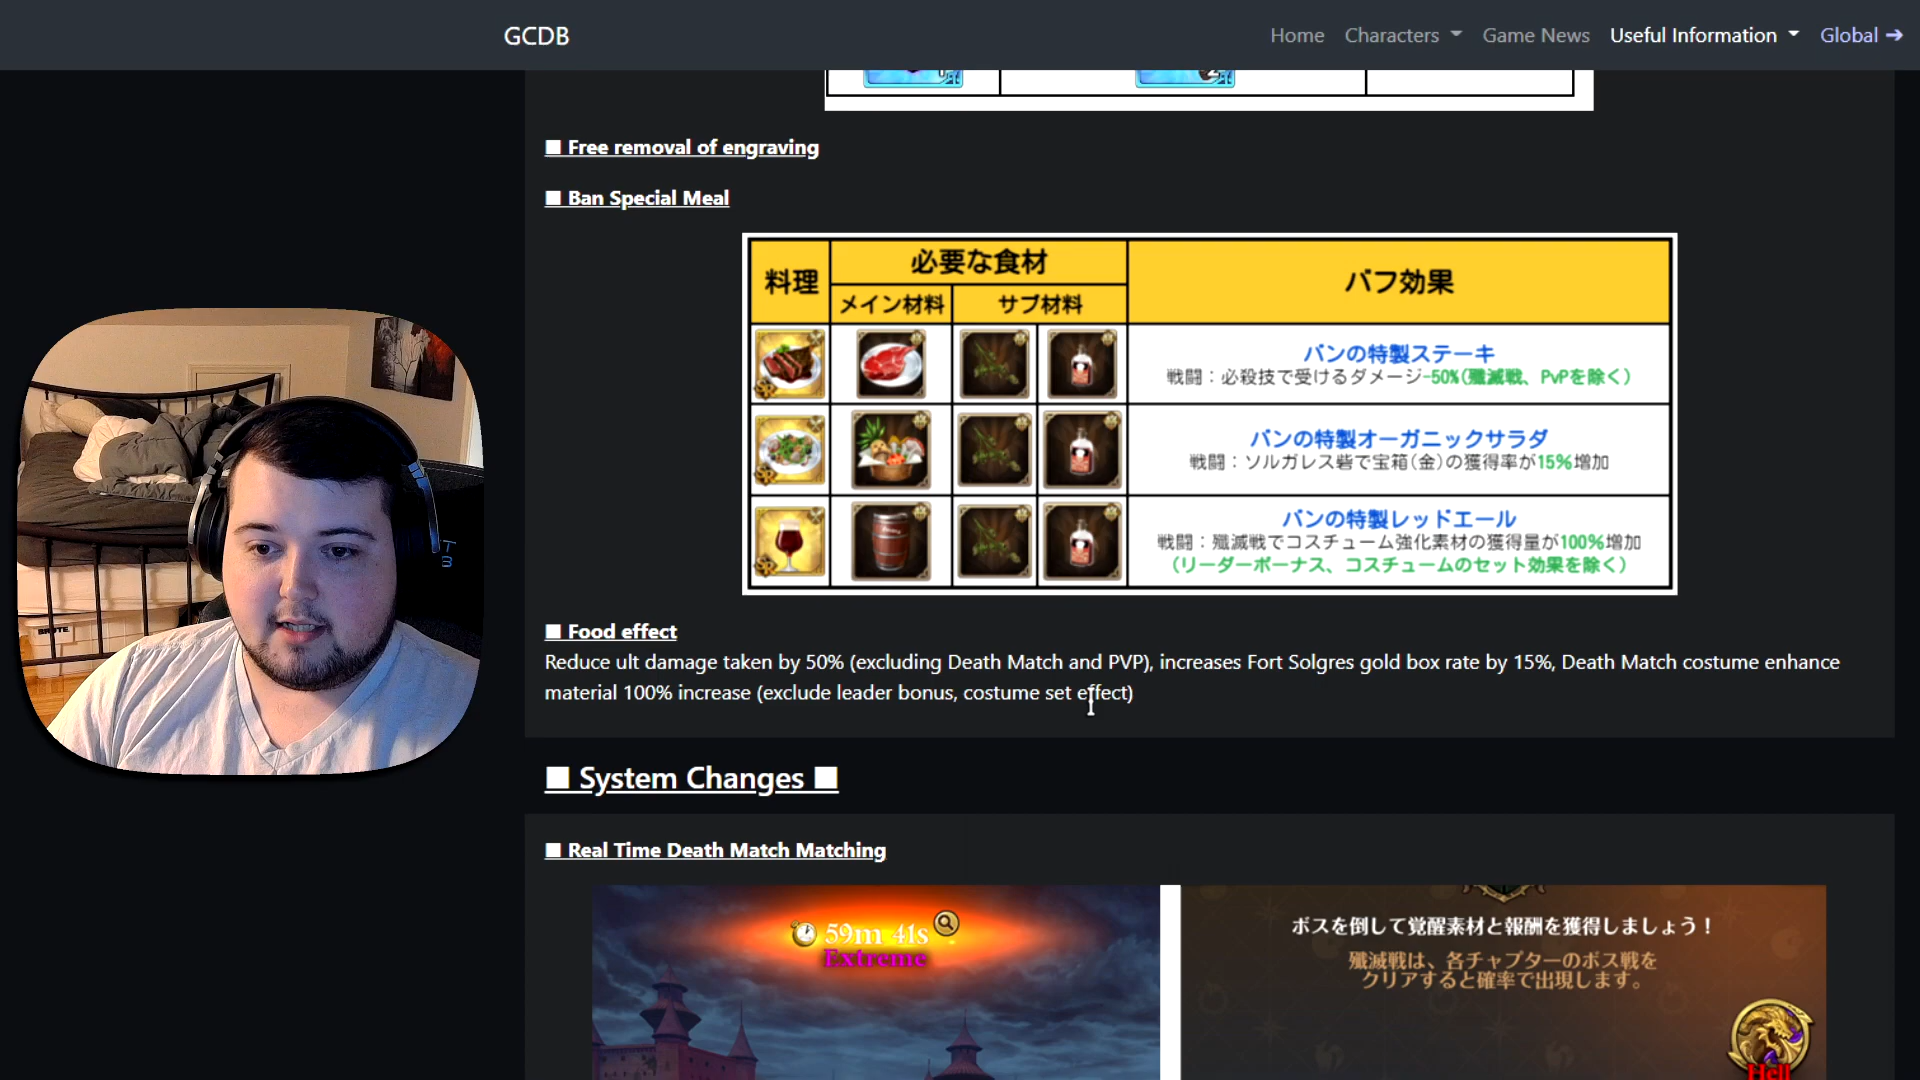 GCDB
Home Characters Game News Useful Information Global →
■ Free removal of engraving
■ Ban Special Meal
料理 必要な食材 バフ効果
メイン材料 サブ材料
バンの特製ステーキ
戦闘：必殺技で受けるダメージ-50%(殲滅戦、PvPを除く)
バンの特製オーガニックサラダ
戦闘：ソルガレス砦で宝箱(金)の獲得率が15%増加
バンの特製レッドエール
戦闘：殲滅戦でコスチューム強化素材の獲得量が100%増加
(リーダーボーナス、コスチュームのセット効果を除く)
■ Food effect
Reduce ult damage taken by 50% (excluding Death Match and PVP), increases Fort Solgres gold box rate by 15%, Death Match costume enhance
material 100% increase (exclude leader bonus, costume set effect)
■ System Changes ■
■ Real Time Death Match Matching
59m 41s
Extreme
ボスを倒して覚醒素材と報酬を獲得しましょう！
殲滅戦は、各チャプターのボス戦を
クリアすると確率で出現します。
Hell